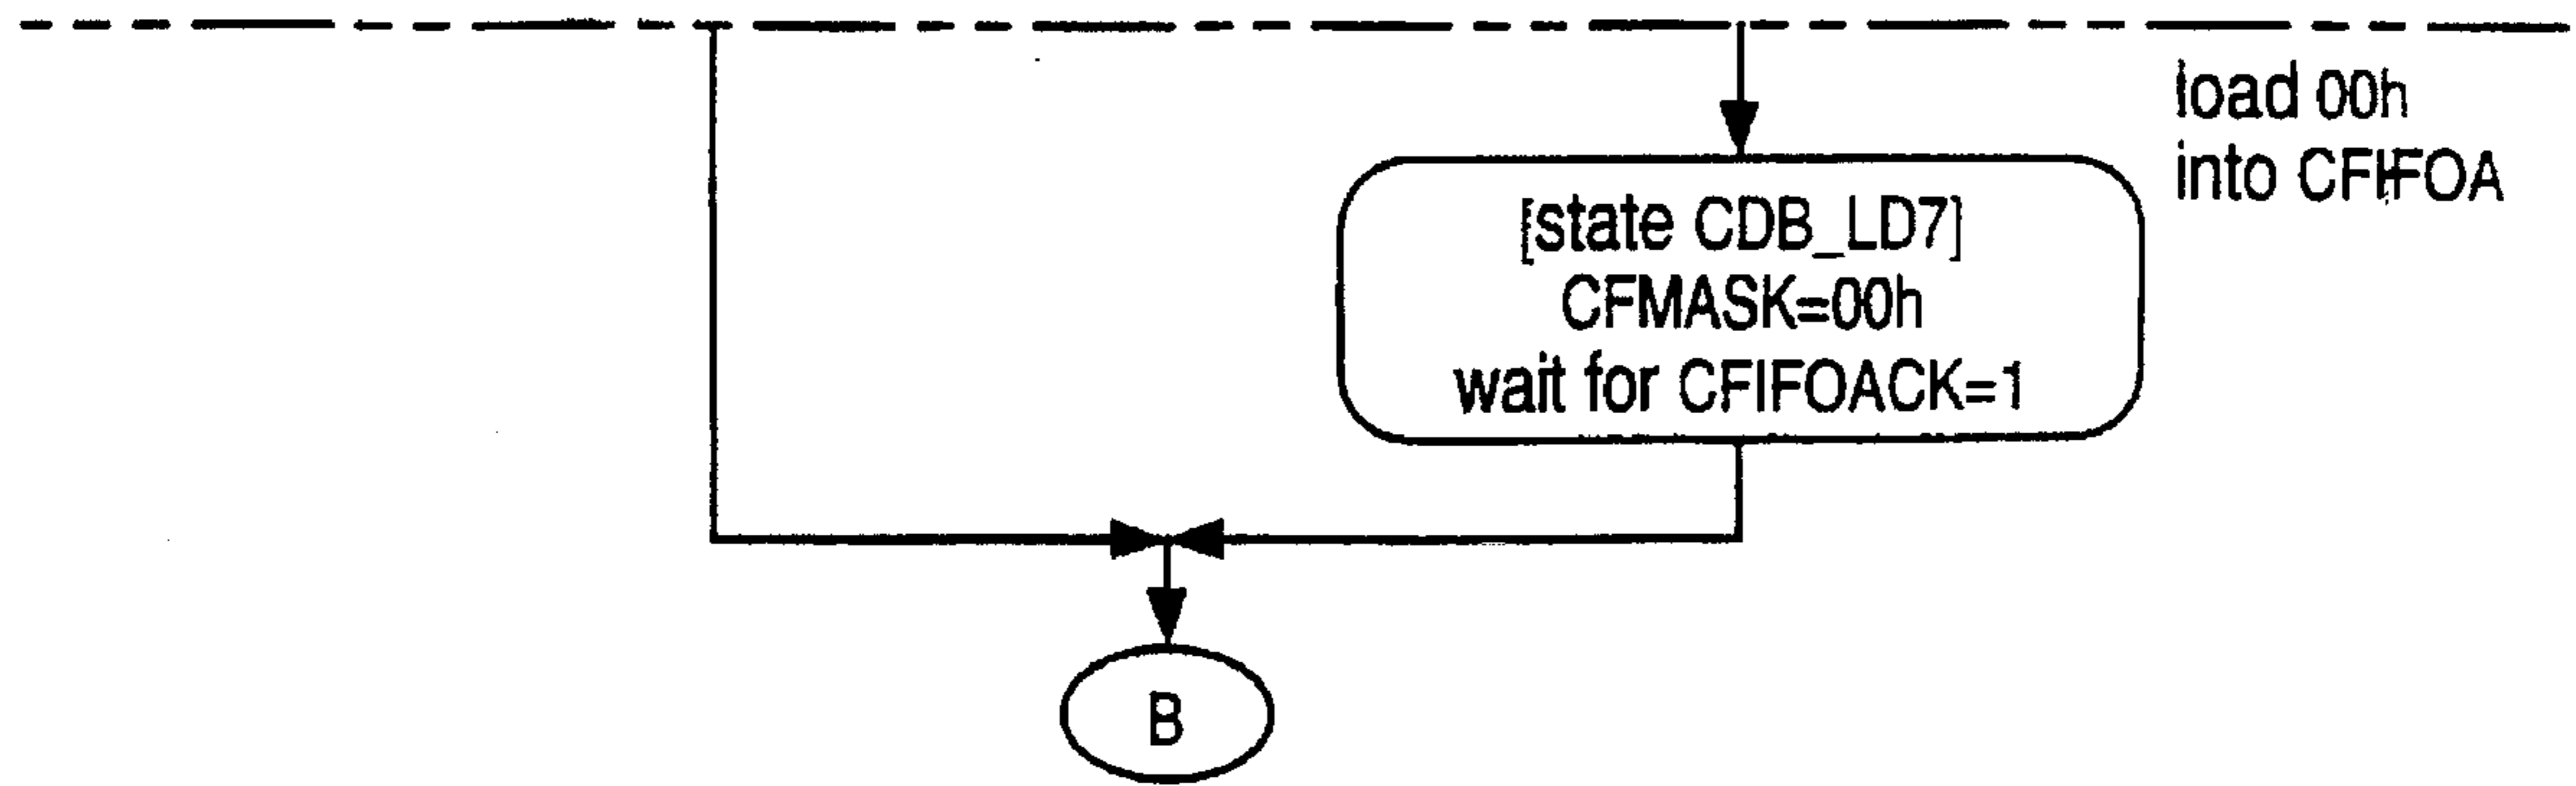 load 00h
into CFIFOA
[state CDB_LD7]
CFMASK=00h
wait for CFIFOACK=1
B